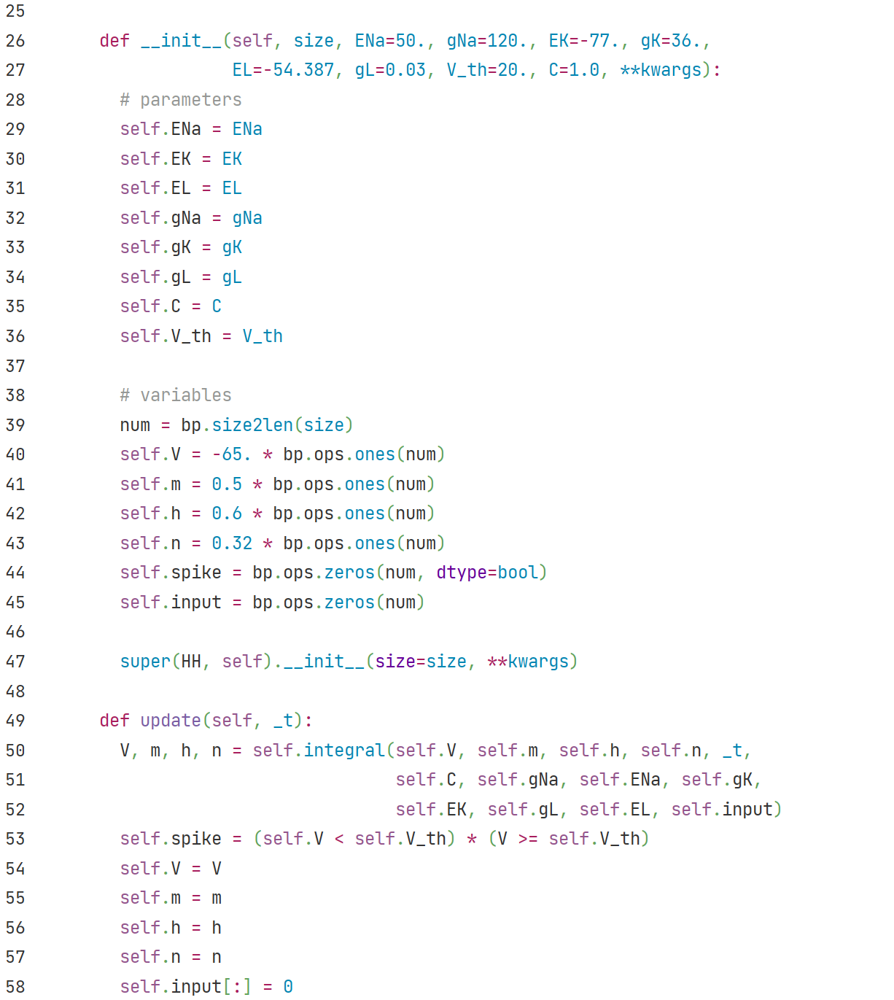 25
26 def __init__(self, size, ENa=50., gNa=120., EK=-77., gK=36.,
27 EL=-54.387, gL=0.03, V_th=20., C=1.0, **kwargs):
28 # parameters
29 self.ENa = ENa
30 self.EK = EK
31 self.EL = EL
32 self.gNa = gNa
33 self.gK = gK
34 self.gL = gL
35 self.C = C
36 self.V_th = V_th
37
38 # variables
39 num = bp.size2len(size)
40 self.V = -65. * bp.ops.ones(num)
41 self.m = 0.5 * bp.ops.ones(num)
42 self.h = 0.6 * bp.ops.ones(num)
43 self.n = 0.32 * bp.ops.ones(num)
44 self.spike = bp.ops.zeros(num, dtype=bool)
45 self.input = bp.ops.zeros(num)
46
47 super(HH, self).__init__(size=size, **kwargs)
48
49 def update(self, _t):
50 V, m, h, n = self.integral(self.V, self.m, self.h, self.n, _t,
51 self.C, self.gNa, self.ENa, self.gK,
52 self.EK, self.gL, self.EL, self.input)
53 self.spike = (self.V < self.V_th) * (V >= self.V_th)
54 self.V = V
55 self.m = m
56 self.h = h
57 self.n = n
58 self.input[:] = 0